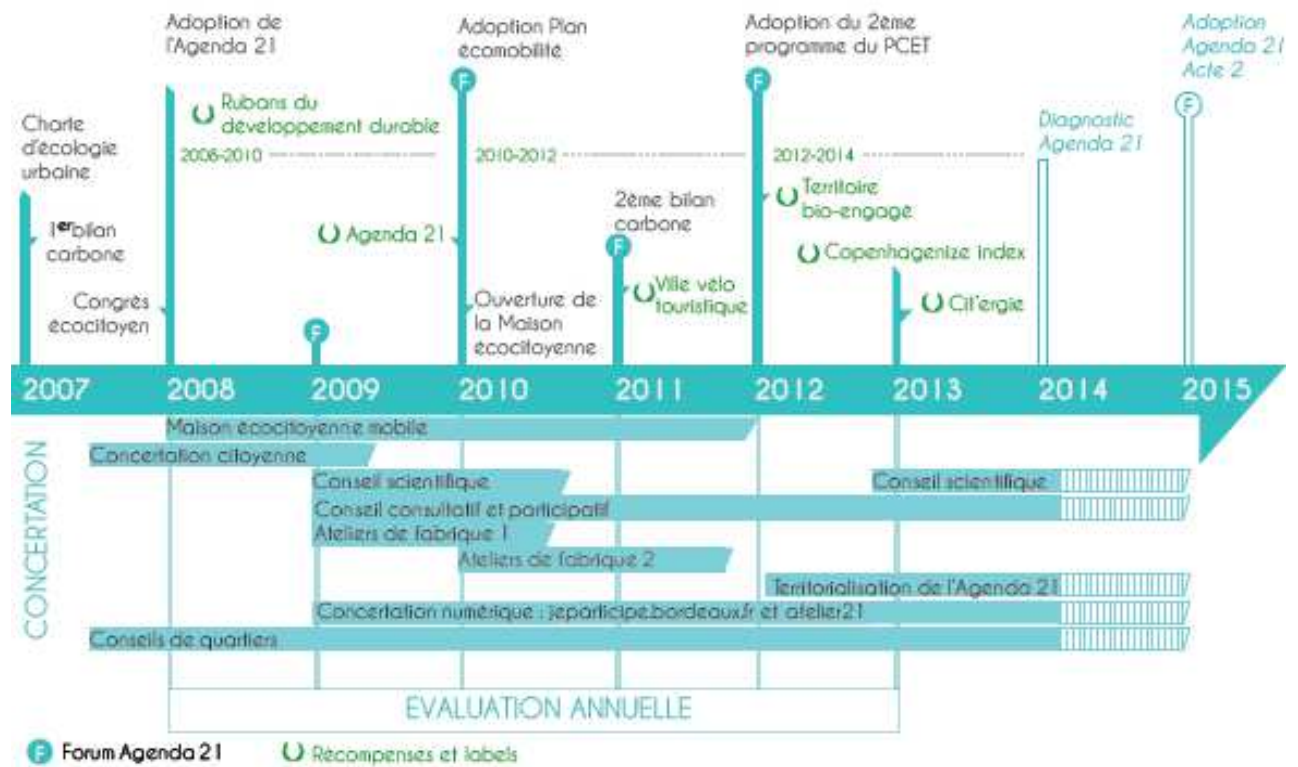 Adoption de
l'Agenda 21
Adoption Plan
écomobilité
Adoption du 2ème
programme du PCET
Adoption
Agenda 21
Acte 2
F
F
F
Rubans du
développement durable
Charte
d'écologie
urbaine
Diagnostic
Agenda 21
2008-2010
2010-2012
2012-2014
Territoire
bio-engagé
2ème bilan
carbone
1er bilan
carbone
Agenda 21
F
Copenhagenize index
Ville vélo
touristique
Congrès
écocitoyen
Ouverture de
la Maison
écocitoyenne
Cit'ergie
F
2007 2008 2009 2010 2011 2012 2013 2014 2015
CONCERTATION
Maison écocitoyenne mobile
Concertation citoyenne
Conseil scientifique
Conseil scientifique
Conseil consultatif et participatif
Ateliers de fabrique 1
Ateliers de fabrique 2
Territorialisation de l'Agenda 21
Concertation numérique : jeparticipe.bordeaux.fr et atelier21
Conseils de quartiers
EVALUATION ANNUELLE
F Forum Agenda 21
Récompenses et labels